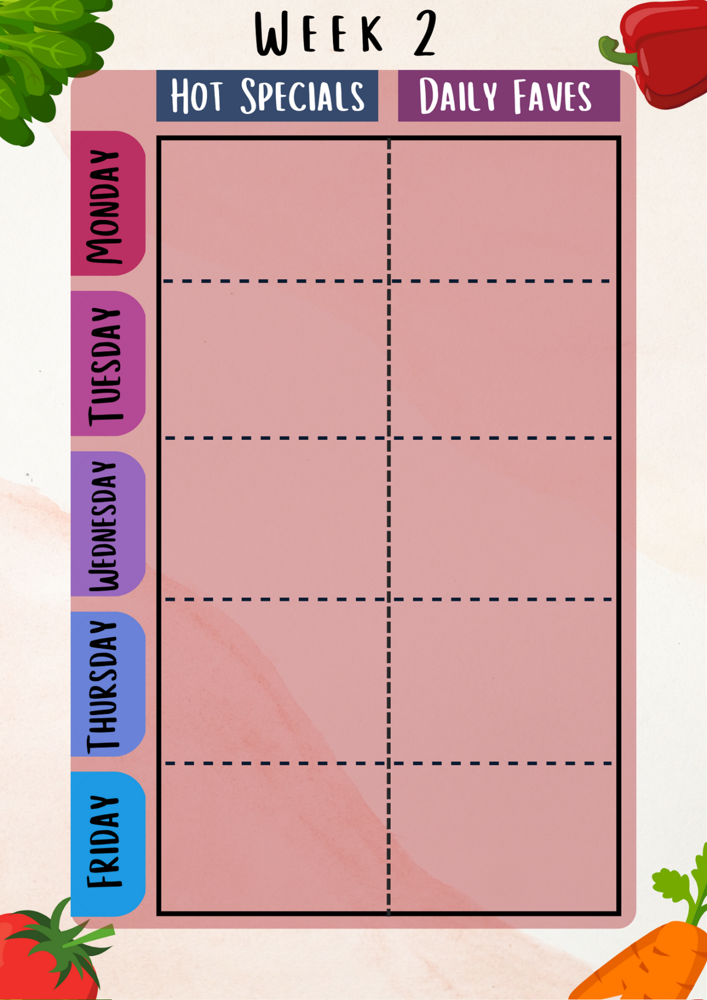 Week 2
Hot Specials
Daily Faves
Monday
Tuesday
Wednesday
Thursday
Friday